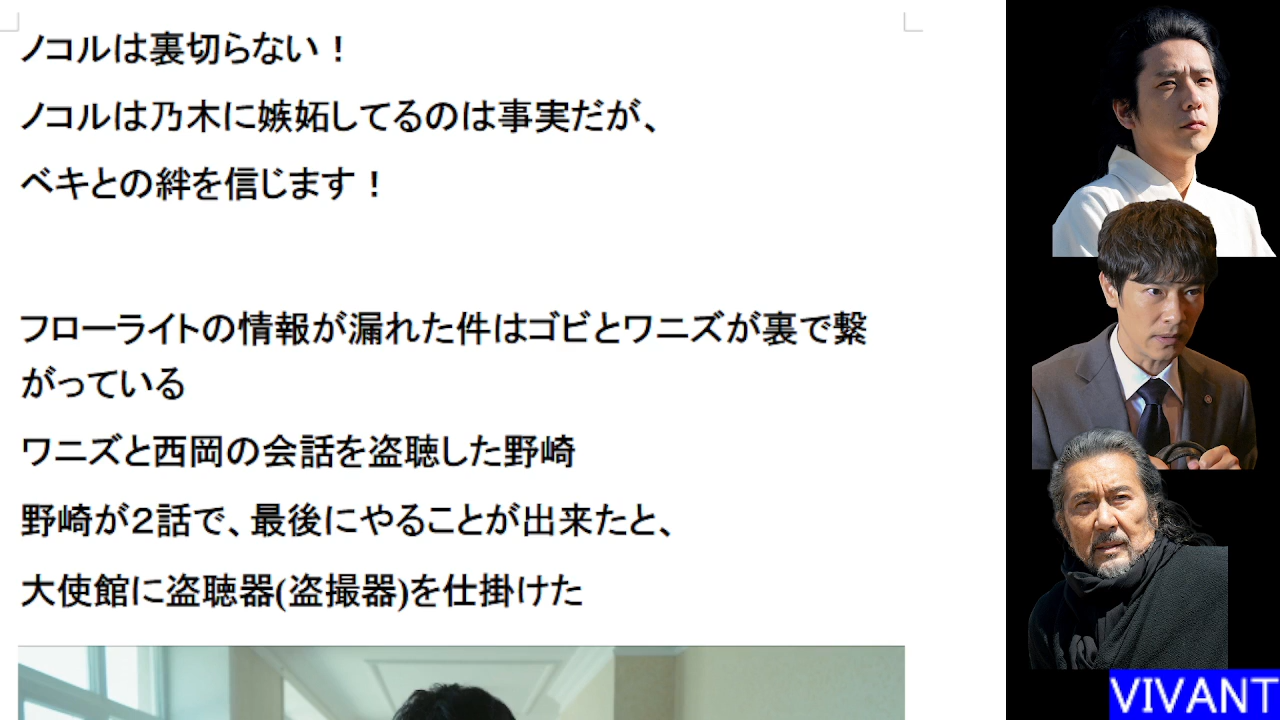 ノコルは裏切らない！
ノコルは乃木に嫉妬してるのは事実だが、
ベキとの絆を信じます！
フローライトの情報が漏れた件はゴビとワニズが裏で繋
がっている
ワニズと西岡の会話を盗聴した野崎
野崎が２話で、最後にやることが出来たと、
大使館に盗聴器(盗撮器)を仕掛けた
VIVANT